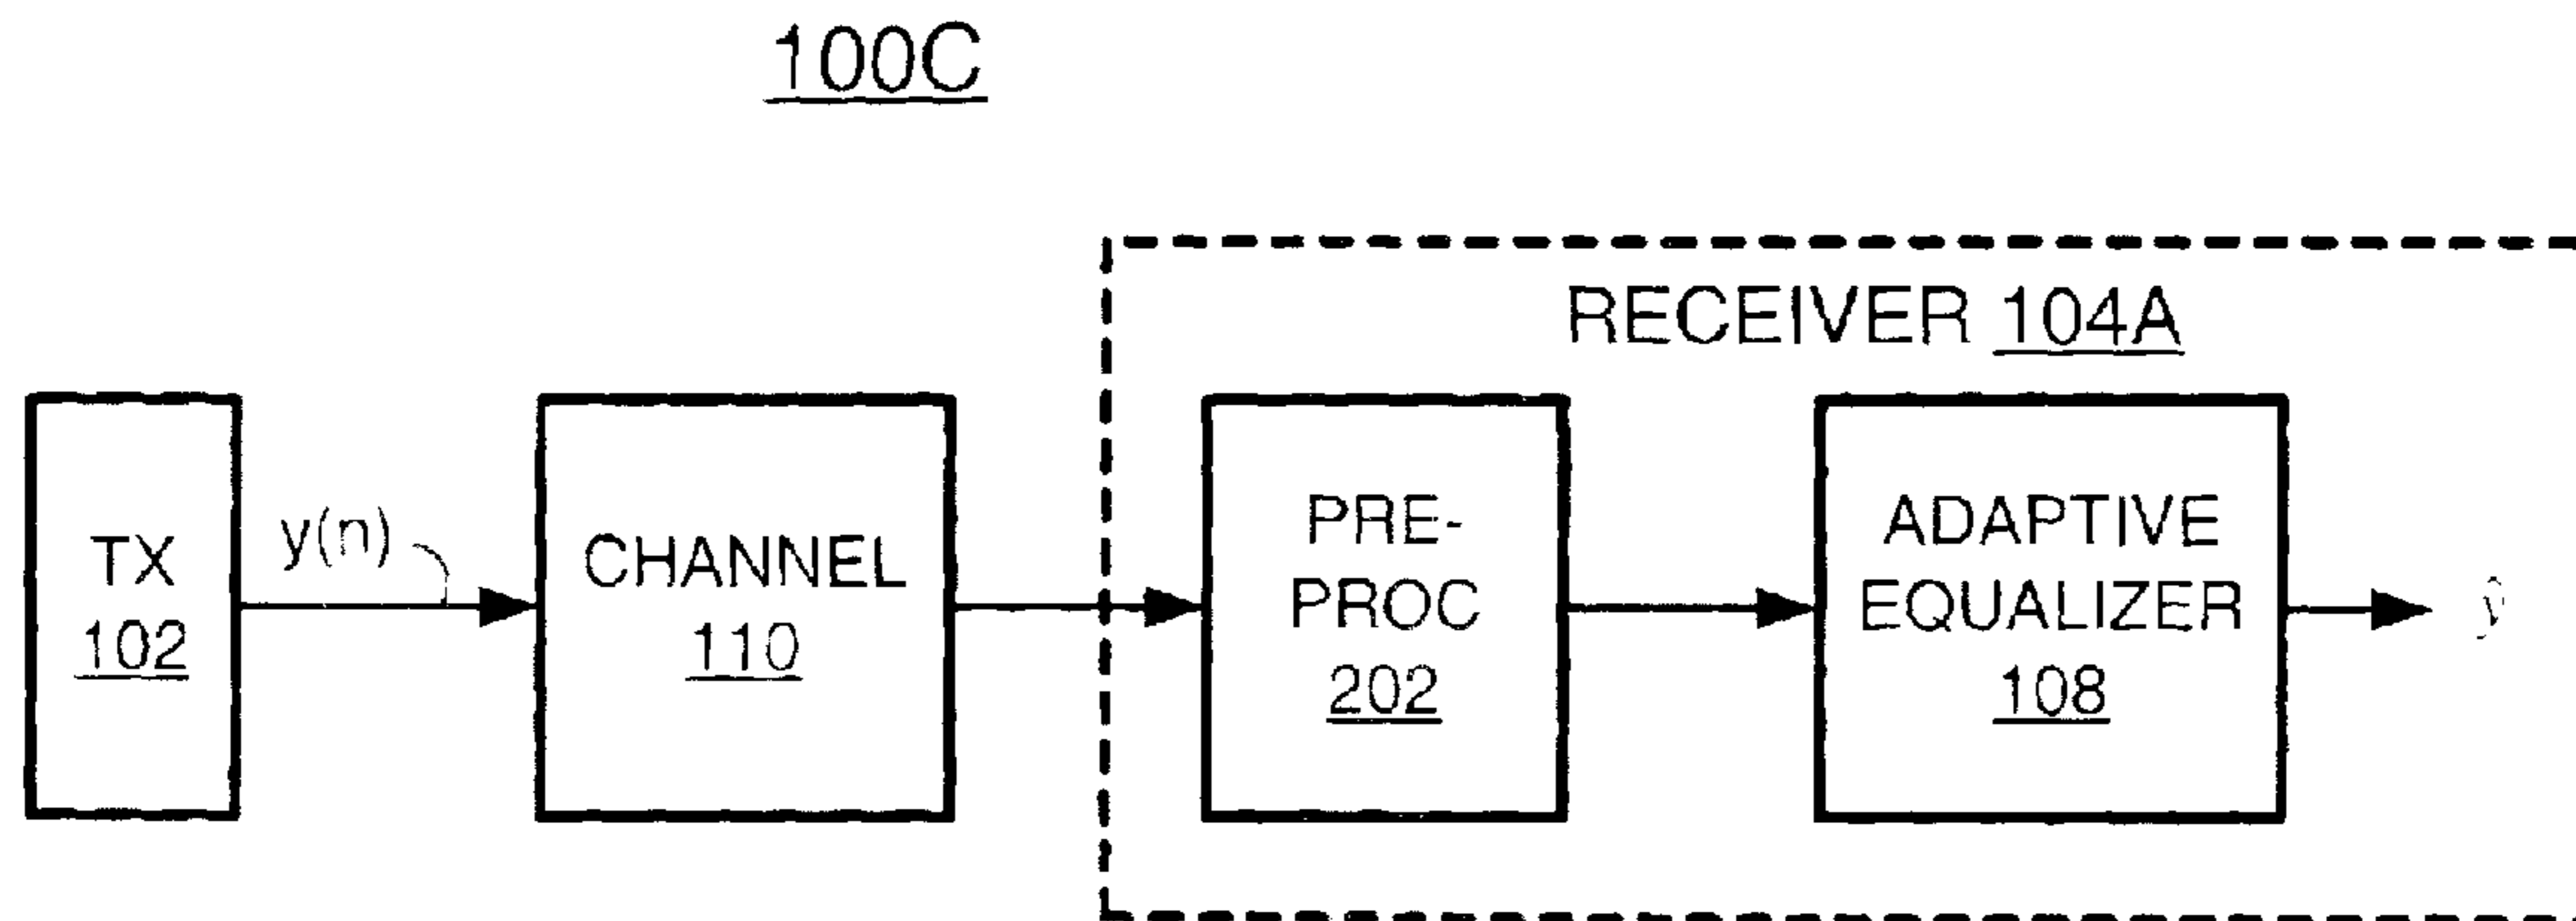 100C
RECEIVER 104A
TX
102
y(n)
CHANNEL
110
PRE-
PROC
202
ADAPTIVE
EQUALIZER
108
ŷ